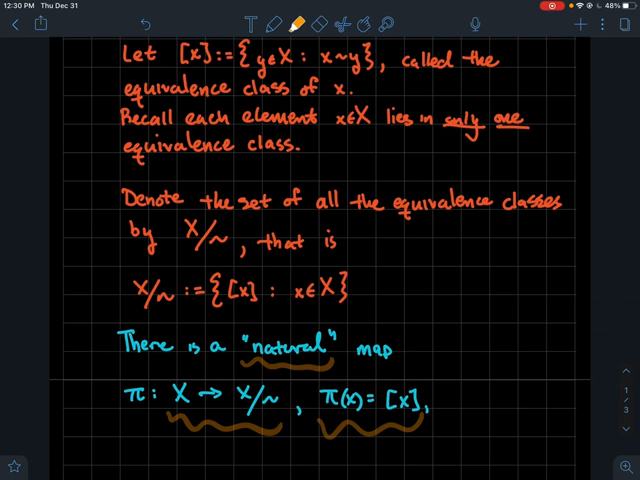 12:30 PM Thu Dec 31
48%
Let [x] := { y∈X : x~y }, called the
equivalence class of x.
Recall each element x∈X lies in only one
equivalence class.
Denote the set of all the equivalence classes
by X/~, that is
X/~ := { [x] : x∈X }
There is a "natural" map
π : X → X/~ , π(x) = [x],
1
/
3